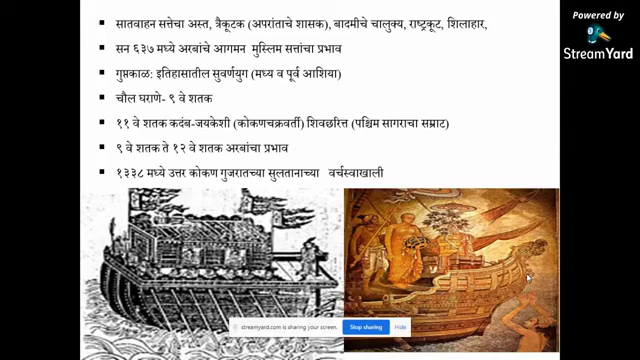 Powered by
StreamYard
सातवाहन सत्तेचा अस्त, त्रैकूटक (अपरांताचे शासक), बादमीचे चालुक्य, राष्ट्रकूट, शिलाहार,
सन ६३७ मध्ये अरबांचे आगमन मुस्लिम सत्तांचा प्रभाव
गुप्तकाळ: इतिहासातील सुवर्णयुग (मध्य व पूर्व आशिया)
चौल घराणे- ९ वे शतक
११ वे शतक कदंब-जयकेशी (कोकणचक्रवर्ती) शिवछरित्त (पश्चिम सागराचा सम्राट)
९ वे शतक ते १२ वे शतक अरबांचा प्रभाव
१३३८ मध्ये उत्तर कोकण गुजरातच्या सुलतानाच्या वर्चस्वाखाली
streamyard.com is sharing your screen. Stop sharing Hide